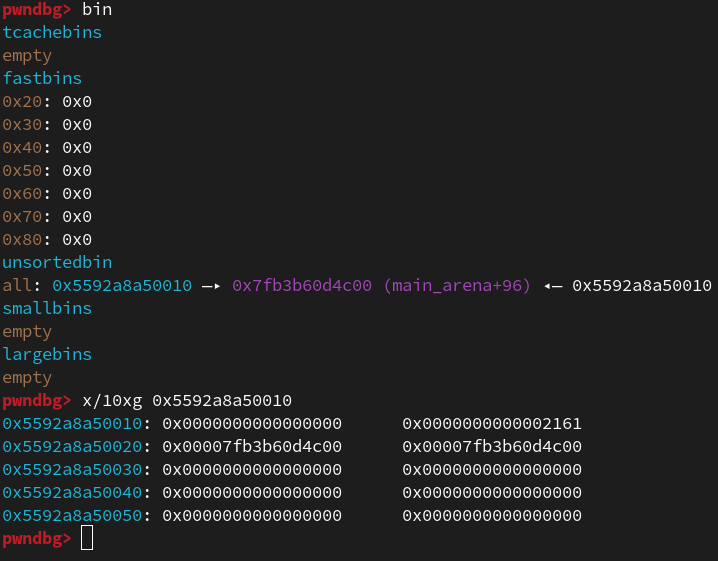 pwndbg> bin
tcachebins
empty
fastbins
0x20: 0x0
0x30: 0x0
0x40: 0x0
0x50: 0x0
0x60: 0x0
0x70: 0x0
0x80: 0x0
unsortedbin
all: 0x5592a8a50010 —▸ 0x7fb3b60d4c00 (main_arena+96) ◂— 0x5592a8a50010
smallbins
empty
largebins
empty
pwndbg> x/10xg 0x5592a8a50010
0x5592a8a50010: 0x0000000000000000 0x0000000000002161
0x5592a8a50020: 0x00007fb3b60d4c00 0x00007fb3b60d4c00
0x5592a8a50030: 0x0000000000000000 0x0000000000000000
0x5592a8a50040: 0x0000000000000000 0x0000000000000000
0x5592a8a50050: 0x0000000000000000 0x0000000000000000
pwndbg>